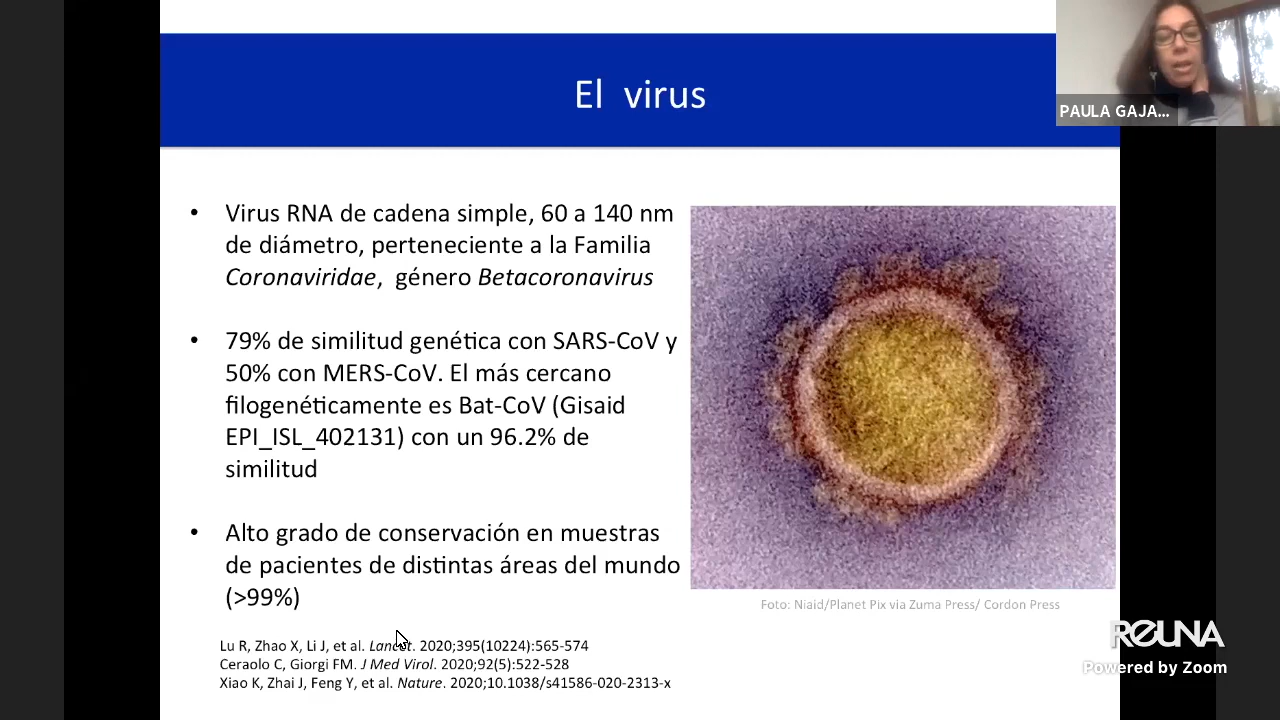 El virus
PAULA GAJA...
• Virus RNA de cadena simple, 60 a 140 nm
de diámetro, perteneciente a la Familia
Coronaviridae, género Betacoronavirus
• 79% de similitud genética con SARS-CoV y
50% con MERS-CoV. El más cercano
filogenéticamente es Bat-CoV (Gisaid
EPI_ISL_402131) con un 96.2% de
similitud
• Alto grado de conservación en muestras
de pacientes de distintas áreas del mundo
(>99%)
Foto: Niaid/Planet Pix via Zuma Press/ Cordon Press
Lu R, Zhao X, Li J, et al. Lancet. 2020;395(10224):565-574
Ceraolo C, Giorgi FM. J Med Virol. 2020;92(5):522-528
Xiao K, Zhai J, Feng Y, et al. Nature. 2020;10.1038/s41586-020-2313-x
REUNA
Powered by Zoom